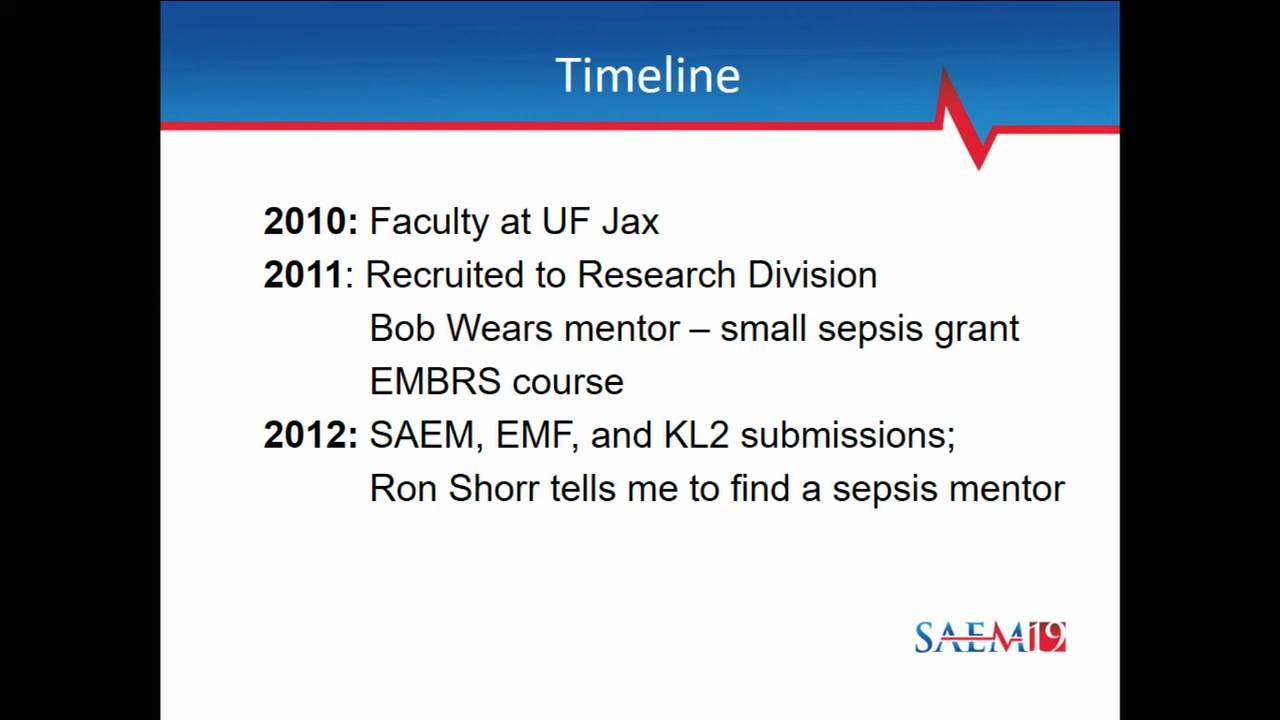 Timeline
2010: Faculty at UF Jax
2011: Recruited to Research Division
Bob Wears mentor – small sepsis grant
EMBRS course
2012: SAEM, EMF, and KL2 submissions;
Ron Shorr tells me to find a sepsis mentor
SAEM19